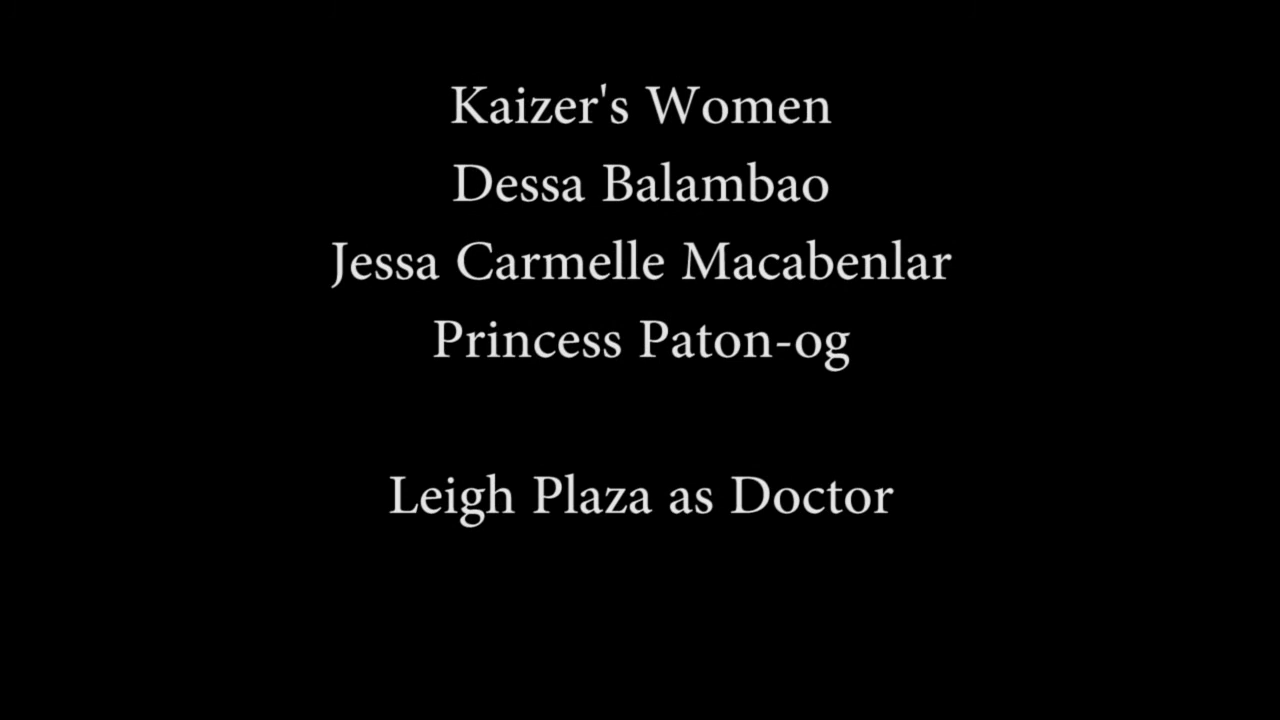 Kaizer's Women
Dessa Balambao
Jessa Carmelle Macabenlar
Princess Paton-og
Leigh Plaza as Doctor